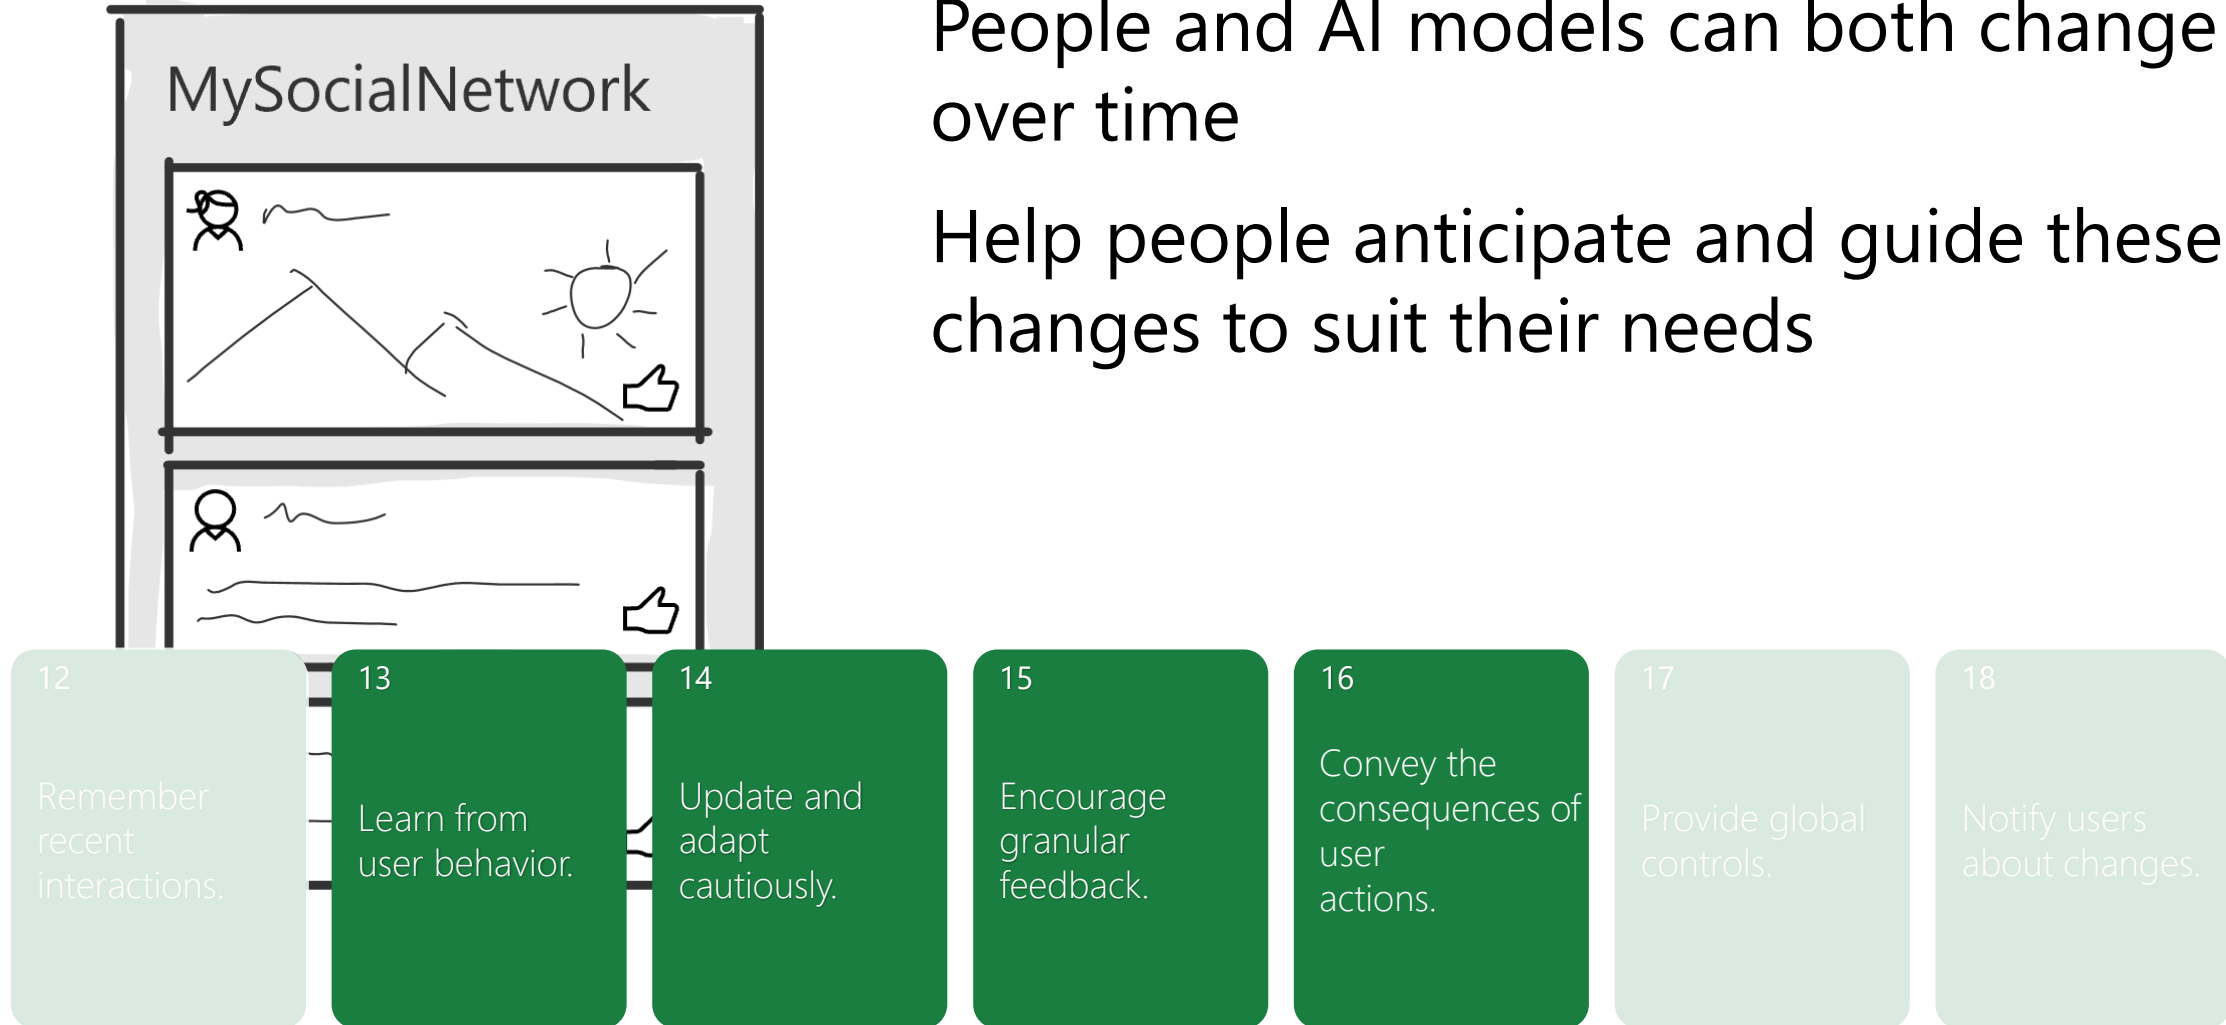 MySocialNetwork
People and AI models can both change
over time
Help people anticipate and guide these
changes to suit their needs
12
Remember
recent
interactions.
13
Learn from
user behavior.
14
Update and
adapt
cautiously.
15
Encourage
granular
feedback.
16
Convey the
consequences of
user
actions.
17
Provide global
controls.
18
Notify users
about changes.